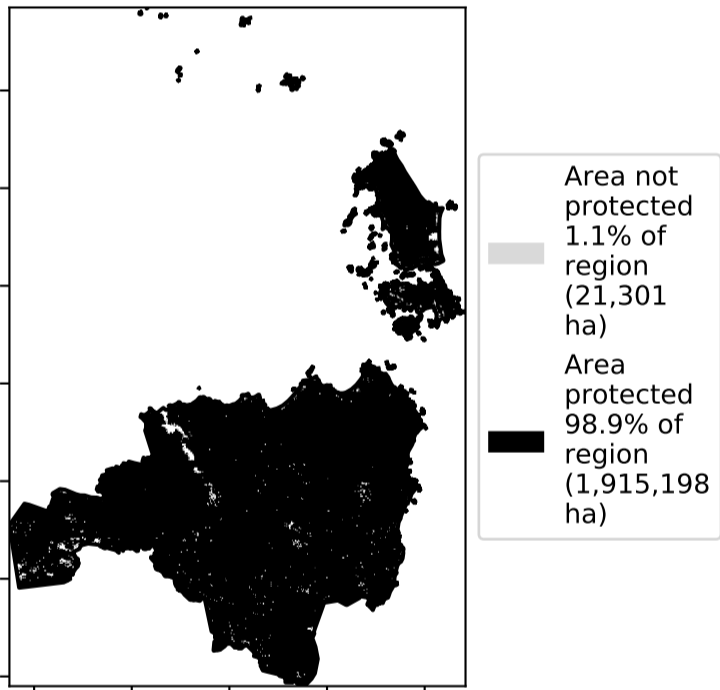 Area not
protected
1.1% of
region
(21,301
ha)
Area
protected
98.9% of
region
(1,915,198
ha)